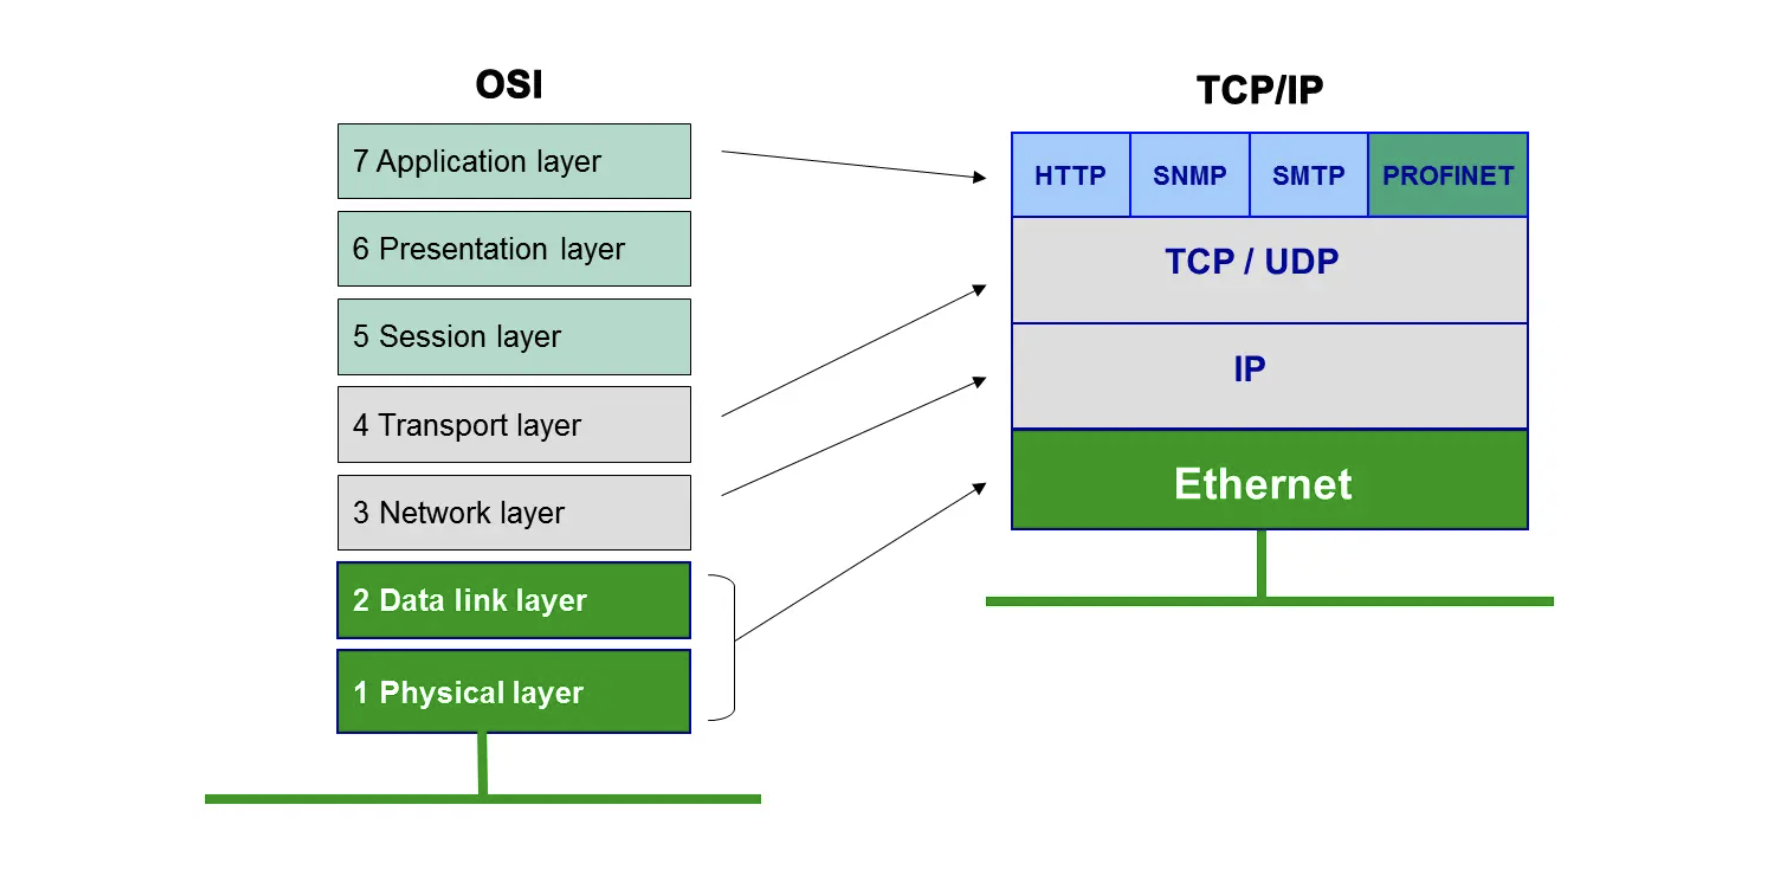 OSI
7 Application layer
6 Presentation layer
5 Session layer
4 Transport layer
3 Network layer
2 Data link layer
1 Physical layer
TCP/IP
HTTP SNMP SMTP PROFINET
TCP / UDP
IP
Ethernet